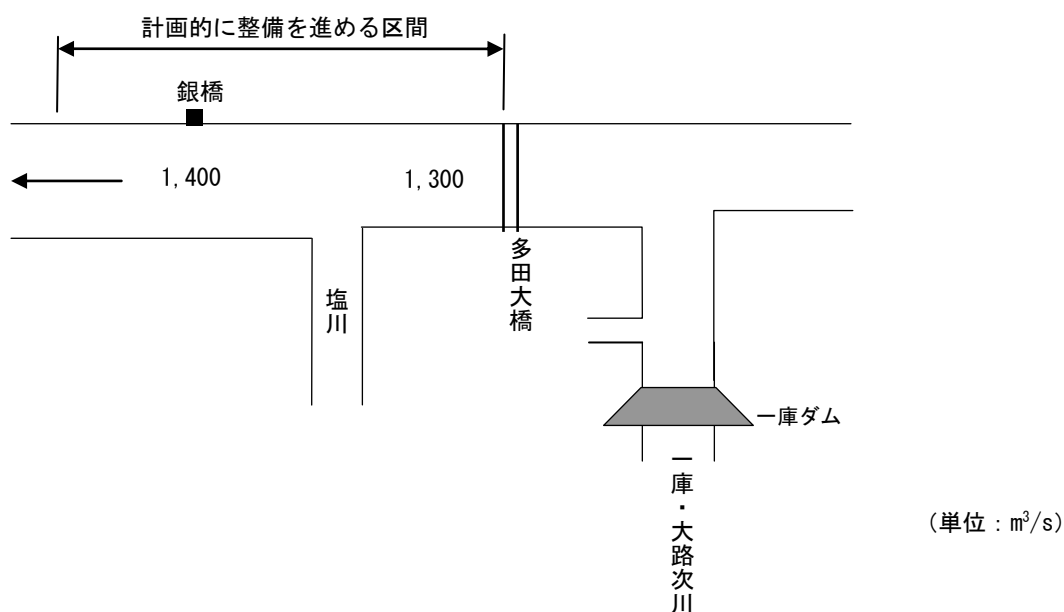 計画的に整備を進める区間
銀橋
1,400
1,300
多田大橋
塩川
一庫ダム
一庫・大路次川
(単位：m³/s)